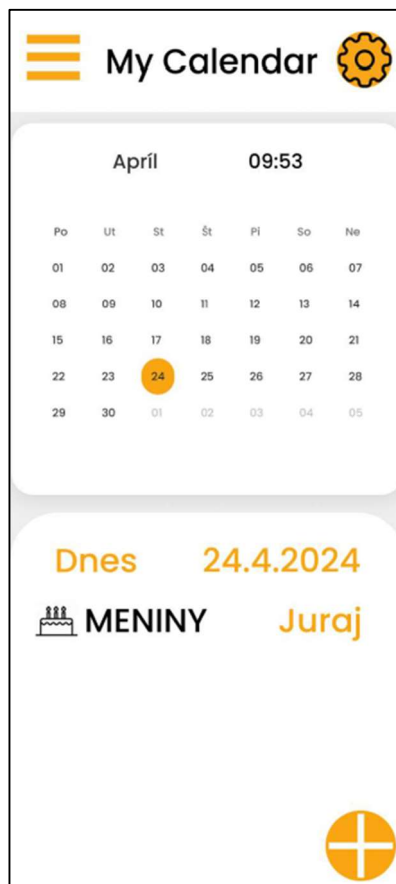 My Calendar
Apríl 09:53
Po Ut St Št Pi So Ne
01 02 03 04 05 06 07
08 09 10 11 12 13 14
15 16 17 18 19 20 21
22 23 24 25 26 27 28
29 30 01 02 03 04 05
Dnes 24.4.2024
MENINY Juraj